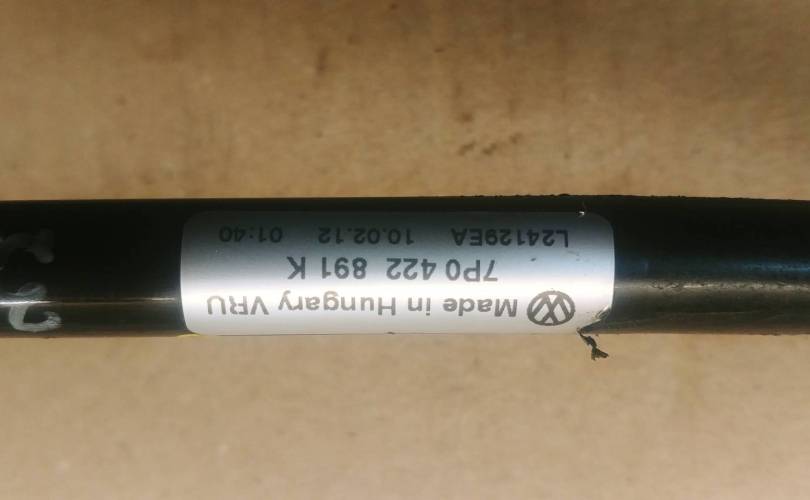 Made in Hungary VRU
7P0 422 891 K
L24129EA 10.02.12 01:40